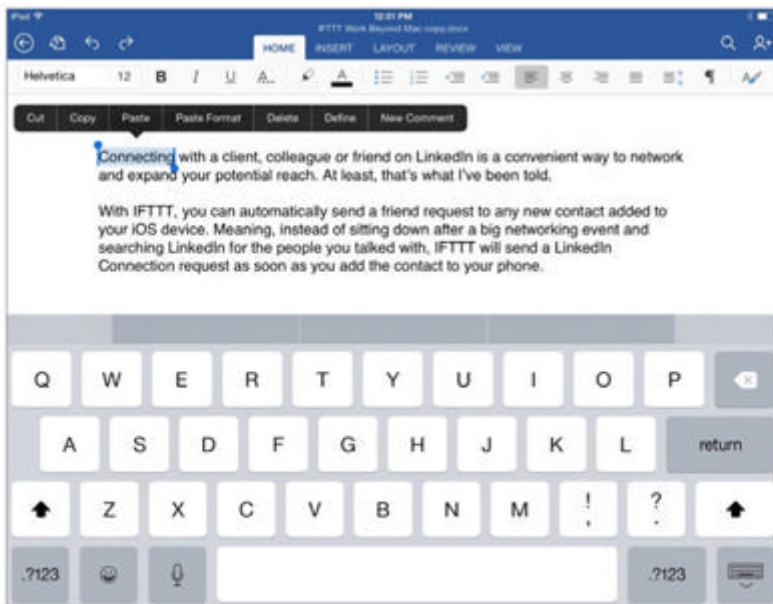 iPad 12:01 PM
IFTTT Work Beyond Mac copy.docx
HOME INSERT LAYOUT REVIEW VIEW
Helvetica 12 B I U A..  A
Cut Copy Paste Paste Format Delete Define New Comment
Connecting with a client, colleague or friend on LinkedIn is a convenient way to network
and expand your potential reach. At least, that's what I've been told.
With IFTTT, you can automatically send a friend request to any new contact added to
your iOS device. Meaning, instead of sitting down after a big networking event and
searching LinkedIn for the people you talked with, IFTTT will send a LinkedIn
Connection request as soon as you add the contact to your phone.
Q W E R T Y U I O P
A S D F G H J K L return
Z X C V B N M ! , ? .
.?123 .?123